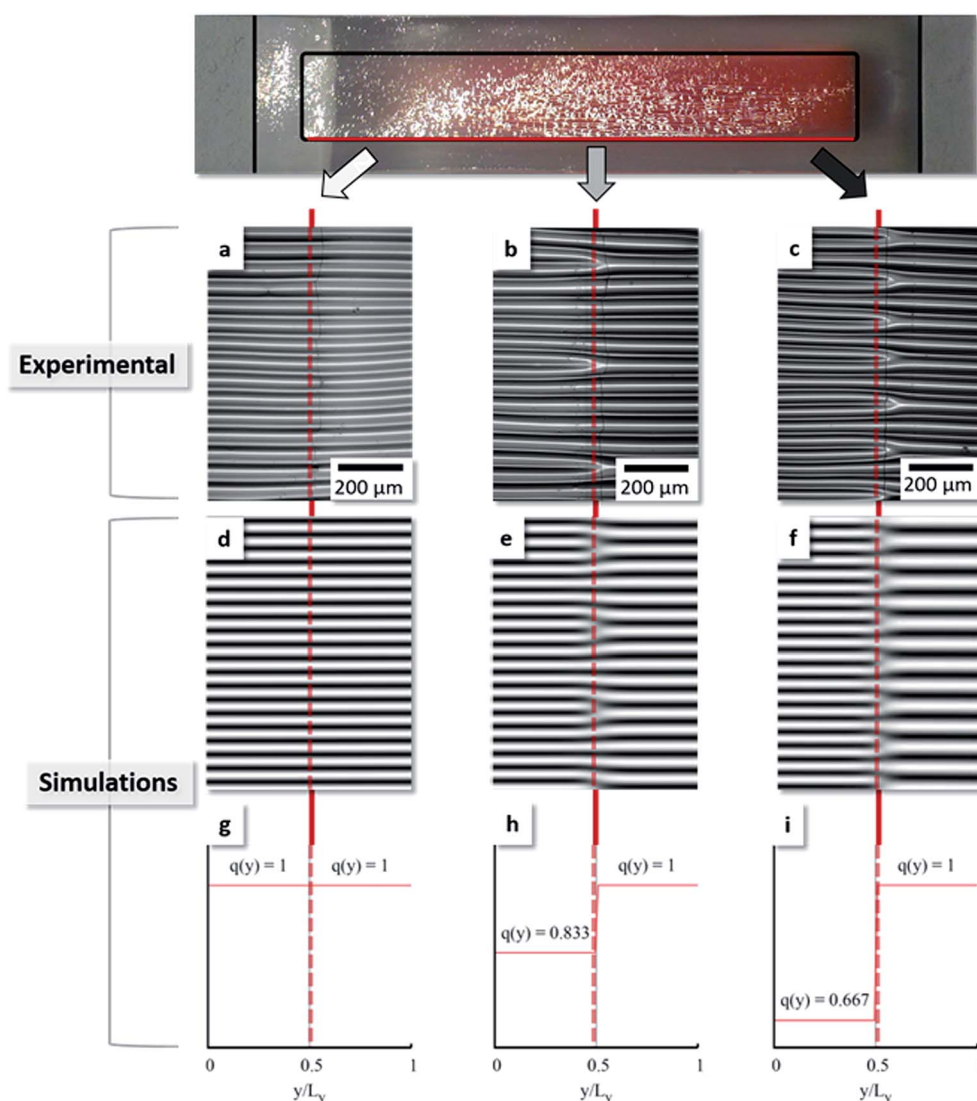 a
b
c
Experimental
200 μm
200 μm
200 μm
d
e
f
Simulations
g
h
i
q(y) = 1
q(y) = 1
q(y) = 1
q(y) = 1
q(y) = 0.833
q(y) = 0.667
0
0.5
1
0
0.5
1
0
0.5
1
y/Ly
y/Ly
y/Ly